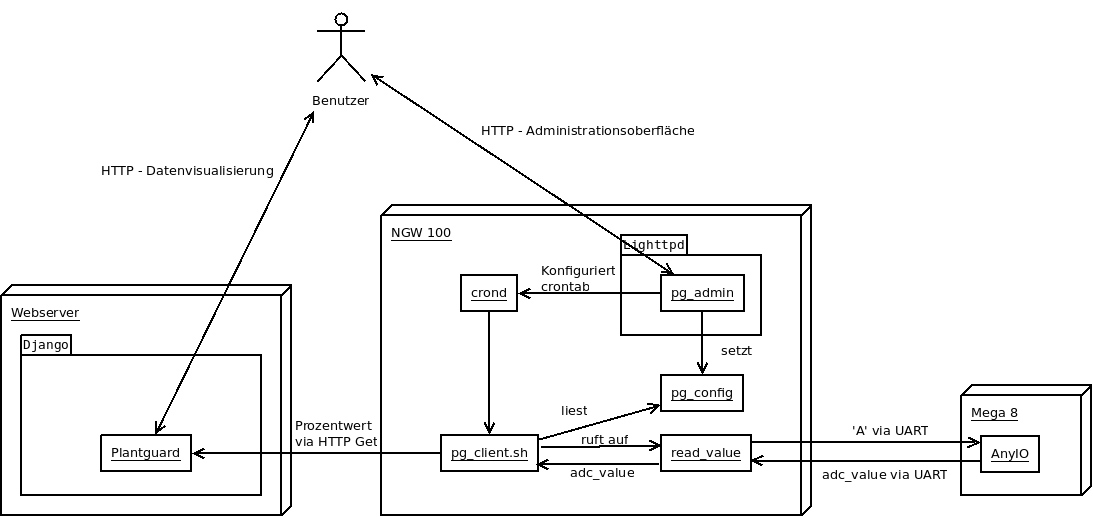 Benutzer
HTTP - Administrationsoberfläche
HTTP - Datenvisualisierung
NGW 100
Lighttpd
Konfiguriert
crontab
crond
pg_admin
Webserver
Django
setzt
pg_config
liest
Prozentwert
via HTTP Get
ruft auf
Plantguard
pg_client.sh
read_value
adc_value
Mega 8
'A' via UART
AnyIO
adc_value via UART